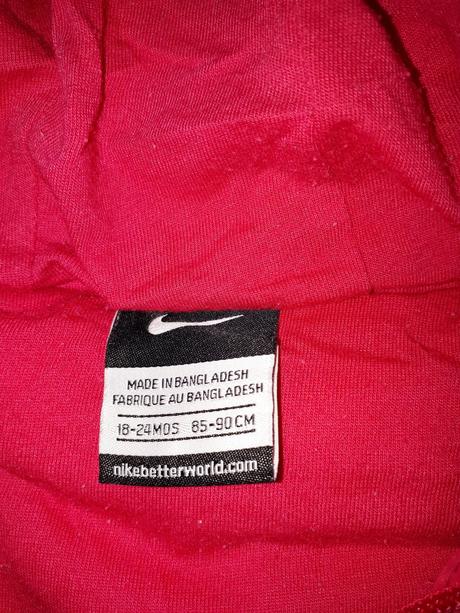 MADE IN BANGLADESH
FABRIQUE AU BANGLADESH
18-24MOS 85-90CM
nikebetterworld.com